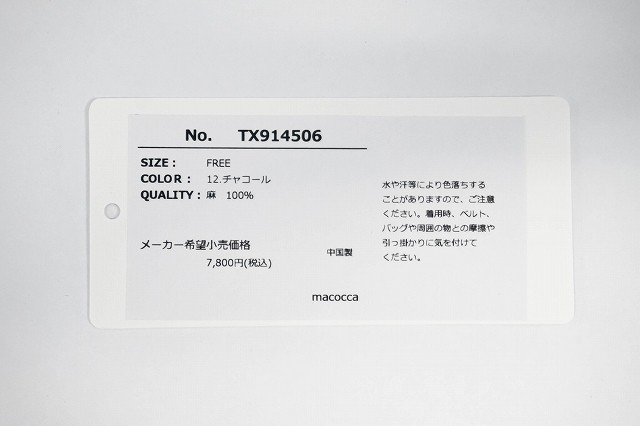 No. TX914506
SIZE： FREE
COLOR： 12.チャコール
QUALITY： 麻 100%
メーカー希望小売価格
7,800円(税込)
中国製
水や汗等により色落ちする
ことがありますので、ご注意
ください。着用時、ベルト、
バッグや周囲の物との摩擦や
引っ掛かりに気を付けて
ください。
macocca